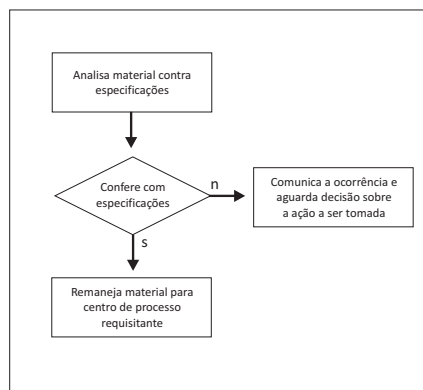 Analisa material contra
especificações
Confere com
especificações
n
Comunica a ocorrência e
aguarda decisão sobre
a ação a ser tomada
s
Remaneja material para
centro de processo
requisitante